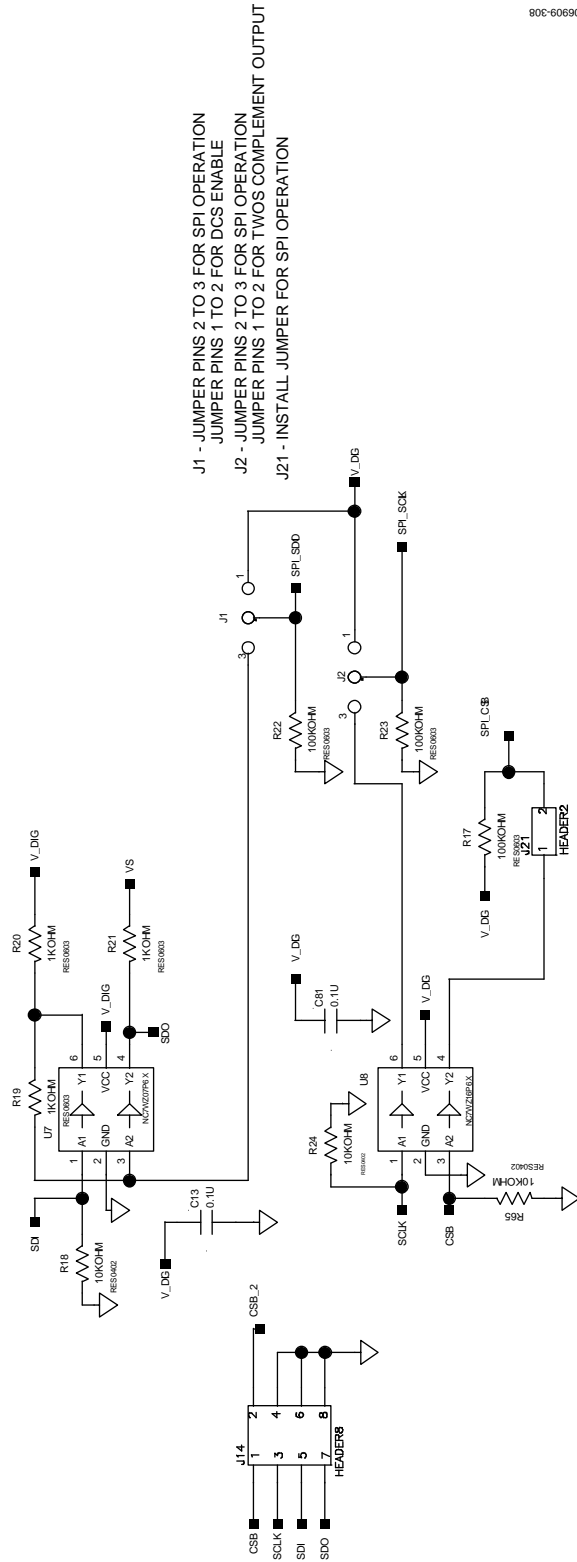 06909-308
J1 - JUMPER PINS 2 TO 3 FOR SPI OPERATION
JUMPER PINS 1 TO 2 FOR DCS ENABLE
J2 - JUMPER PINS 2 TO 3 FOR SPI OPERATION
JUMPER PINS 1 TO 2 FOR TWOS COMPLEMENT OUTPUT
J21 - INSTALL JUMPER FOR SPI OPERATION
R20
1KOHM
RES0603
V_DIG
R21
1KOHM
RES0603
VS
R19
1KOHM
RES0603
U7
1
2
3
A1
GND
A2
Y1
VCC
Y2
6
5
4
NC7WZ07P6X
V_DIG
SDO
SDI
R18
10KOHM
RES0402
V_DG
C13
0.1U
J1
1
3
SPI_SDIO
R22
100KOHM
RES0603
V_DG
J2
1
3
SPI_SCLK
R23
100KOHM
RES0603
V_DG
C81
0.1U
R24
10KOHM
RES0402
U8
1
2
3
A1
GND
A2
Y1
VCC
Y2
6
5
4
NC7WZ16P6X
V_DG
SCLK
CSB
R65
10KOHM
RES0402
R17
100KOHM
RES0603
V_DG
SPI_CSB
J21
1
2
HEADER2
J14
CSB
SCLK
SDI
SDO
1
3
5
7
2
4
6
8
HEADER8
CSB_2